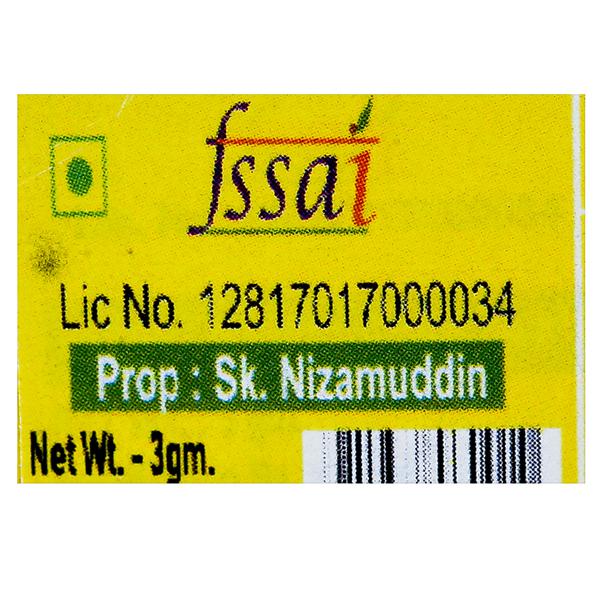 fssai
Lic No. 12817017000034
Prop : Sk. Nizamuddin
Net Wt. - 3gm.